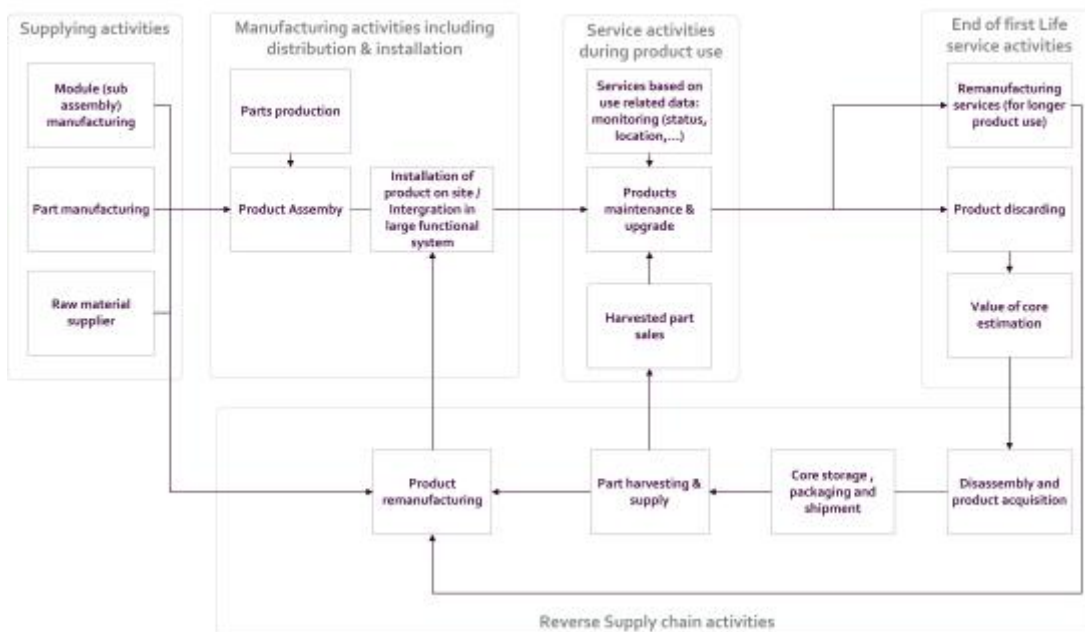 Supplying activities
Manufacturing activities including
distribution & installation
Service activities
during product use
End of first Life
service activities
Module (sub
assembly)
manufacturing
Parts production
Services based on
use related data:
monitoring (status,
location,...)
Remanufacturing
services (for longer
product use)
Part manufacturing
Product Assemby
Installation of
product on site /
Intergration in
large functional
system
Products
maintenance &
upgrade
Product discarding
Raw material
supplier
Harvested part
sales
Value of core
estimation
Product
remanufacturing
Part harvesting &
supply
Core storage ,
packaging and
shipment
Disassembly and
product acquisition
Reverse Supply chain activities